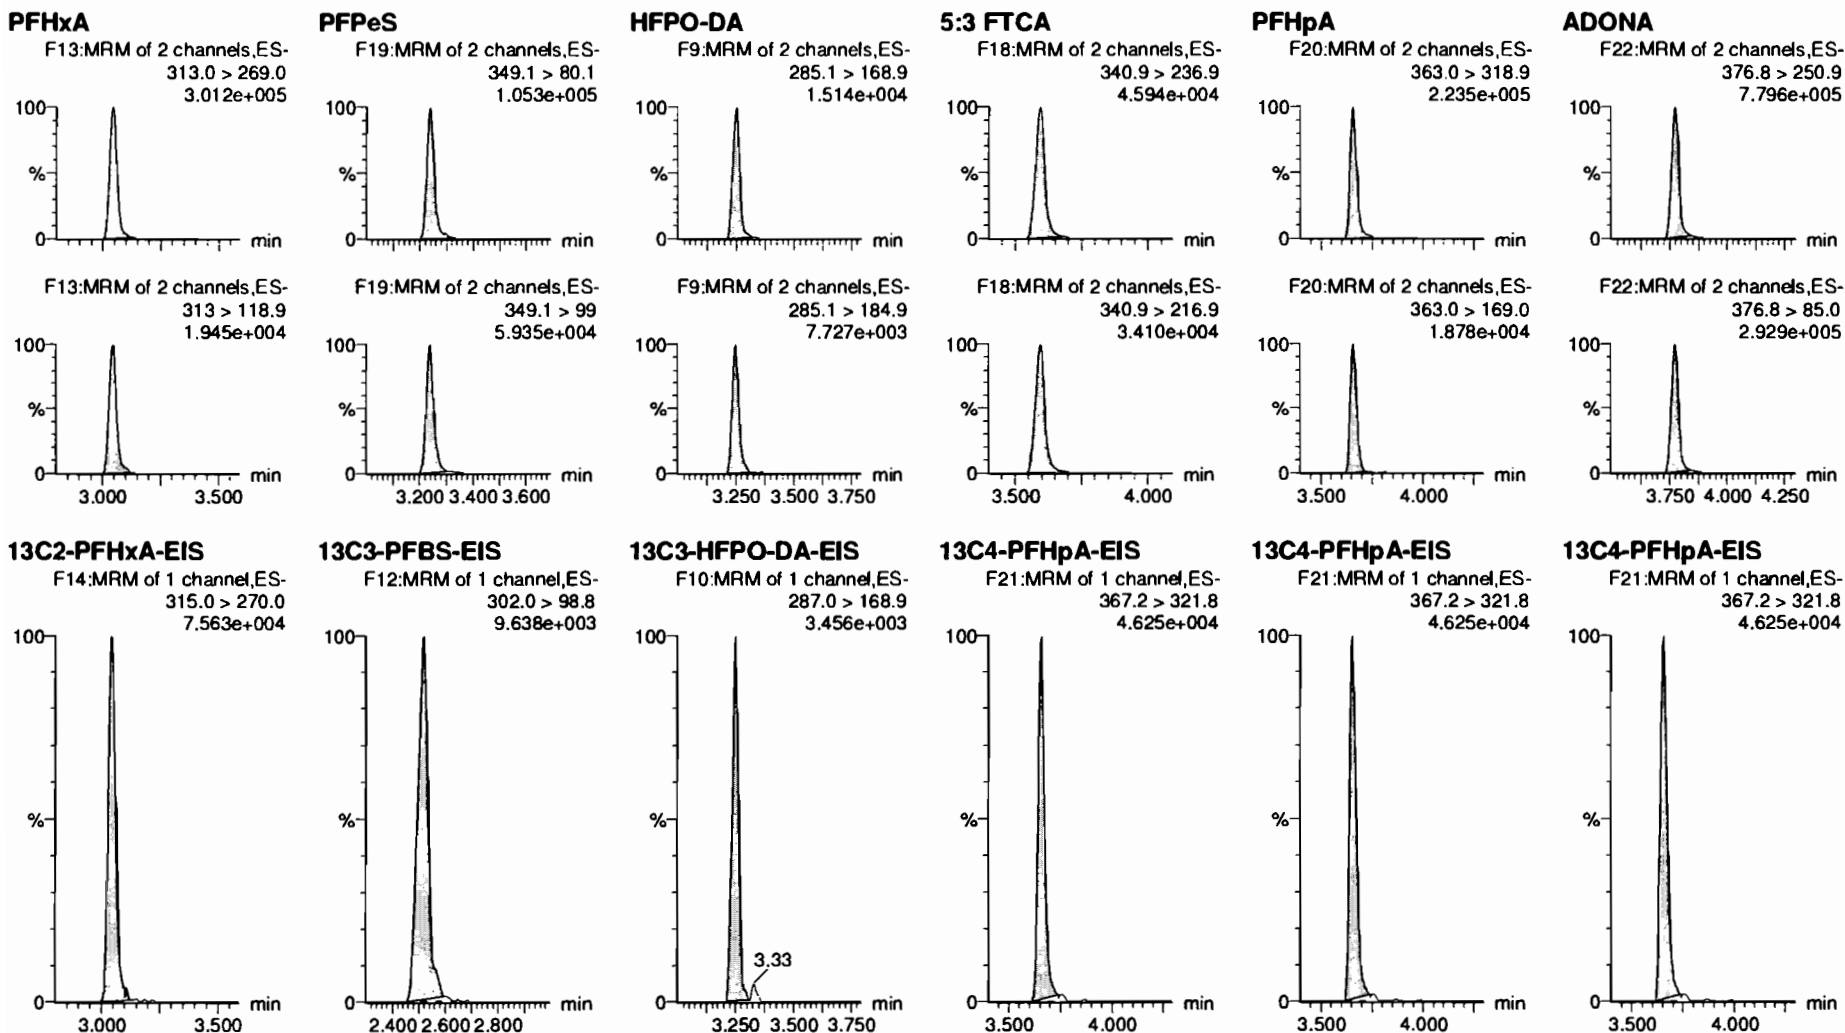 PFHxA
F13:MRM of 2 channels,ES-
313.0 > 269.0
3.012e+005
100
%
0
min
F13:MRM of 2 channels,ES-
313 > 118.9
1.945e+004
100
%
0
min
3.000 3.500
13C2-PFHxA-EIS
F14:MRM of 1 channel,ES-
315.0 > 270.0
7.563e+004
100
%
0
min
3.000 3.500
PFPeS
F19:MRM of 2 channels,ES-
349.1 > 80.1
1.053e+005
100
%
0
min
F19:MRM of 2 channels,ES-
349.1 > 99
5.935e+004
100
%
0
min
3.200 3.400 3.600
13C3-PFBS-EIS
F12:MRM of 1 channel,ES-
302.0 > 98.8
9.638e+003
100
%
0
min
2.400 2.600 2.800
HFPO-DA
F9:MRM of 2 channels,ES-
285.1 > 168.9
1.514e+004
100
%
0
min
F9:MRM of 2 channels,ES-
285.1 > 184.9
7.727e+003
100
%
0
min
3.250 3.500 3.750
13C3-HFPO-DA-EIS
F10:MRM of 1 channel,ES-
287.0 > 168.9
3.456e+003
100
%
3.33
0
min
3.250 3.500 3.750
5:3 FTCA
F18:MRM of 2 channels,ES-
340.9 > 236.9
4.594e+004
100
%
0
min
F18:MRM of 2 channels,ES-
340.9 > 216.9
3.410e+004
100
%
0
min
3.500 4.000
13C4-PFHpA-EIS
F21:MRM of 1 channel,ES-
367.2 > 321.8
4.625e+004
100
%
0
min
3.500 4.000
PFHpA
F20:MRM of 2 channels,ES-
363.0 > 318.9
2.235e+005
100
%
0
min
F20:MRM of 2 channels,ES-
363.0 > 169.0
1.878e+004
100
%
0
min
3.500 4.000
13C4-PFHpA-EIS
F21:MRM of 1 channel,ES-
367.2 > 321.8
4.625e+004
100
%
0
min
3.500 4.000
ADONA
F22:MRM of 2 channels,ES-
376.8 > 250.9
7.796e+005
100
%
0
min
F22:MRM of 2 channels,ES-
376.8 > 85.0
2.929e+005
100
%
0
min
3.750 4.000 4.250
13C4-PFHpA-EIS
F21:MRM of 1 channel,ES-
367.2 > 321.8
4.625e+004
100
%
0
min
3.500 4.000